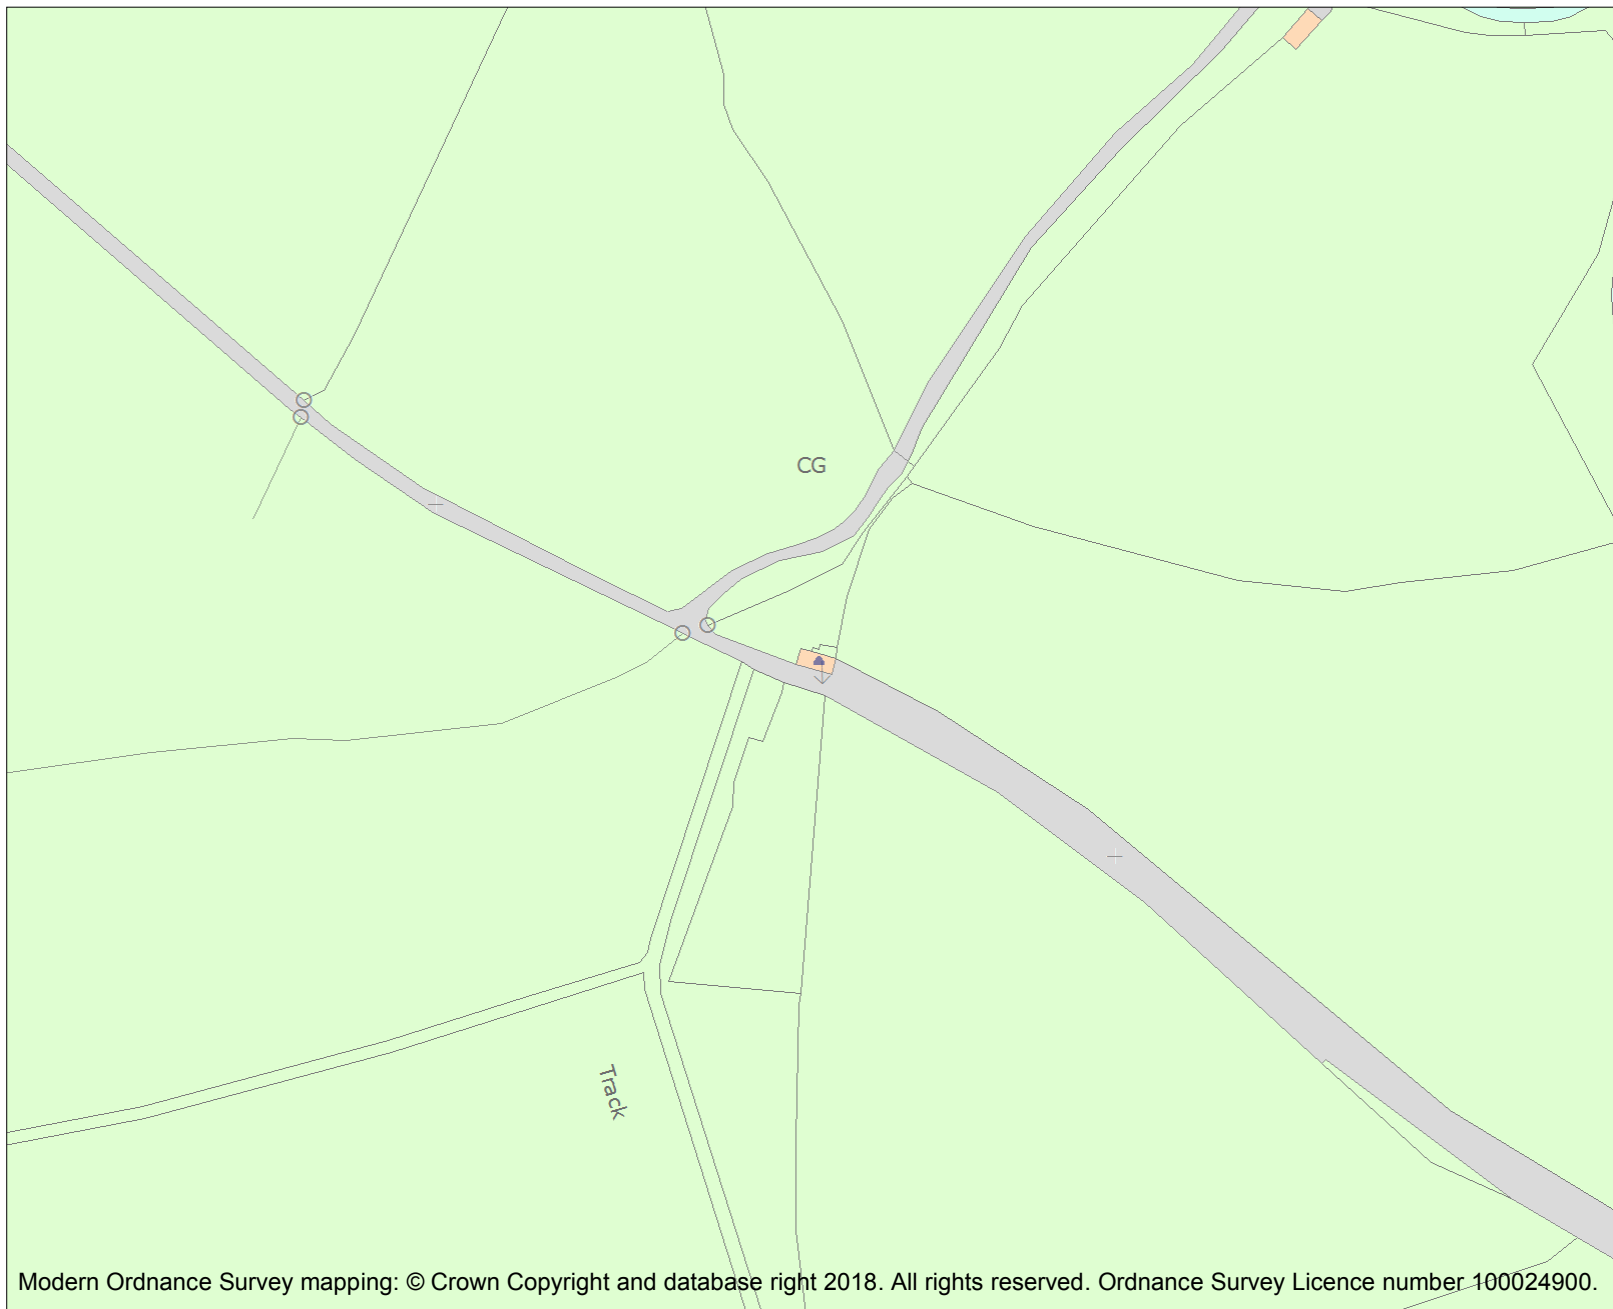 CG
Track
Modern Ordnance Survey mapping: © Crown Copyright and database right 2018. All rights reserved. Ordnance Survey Licence number 100024900.